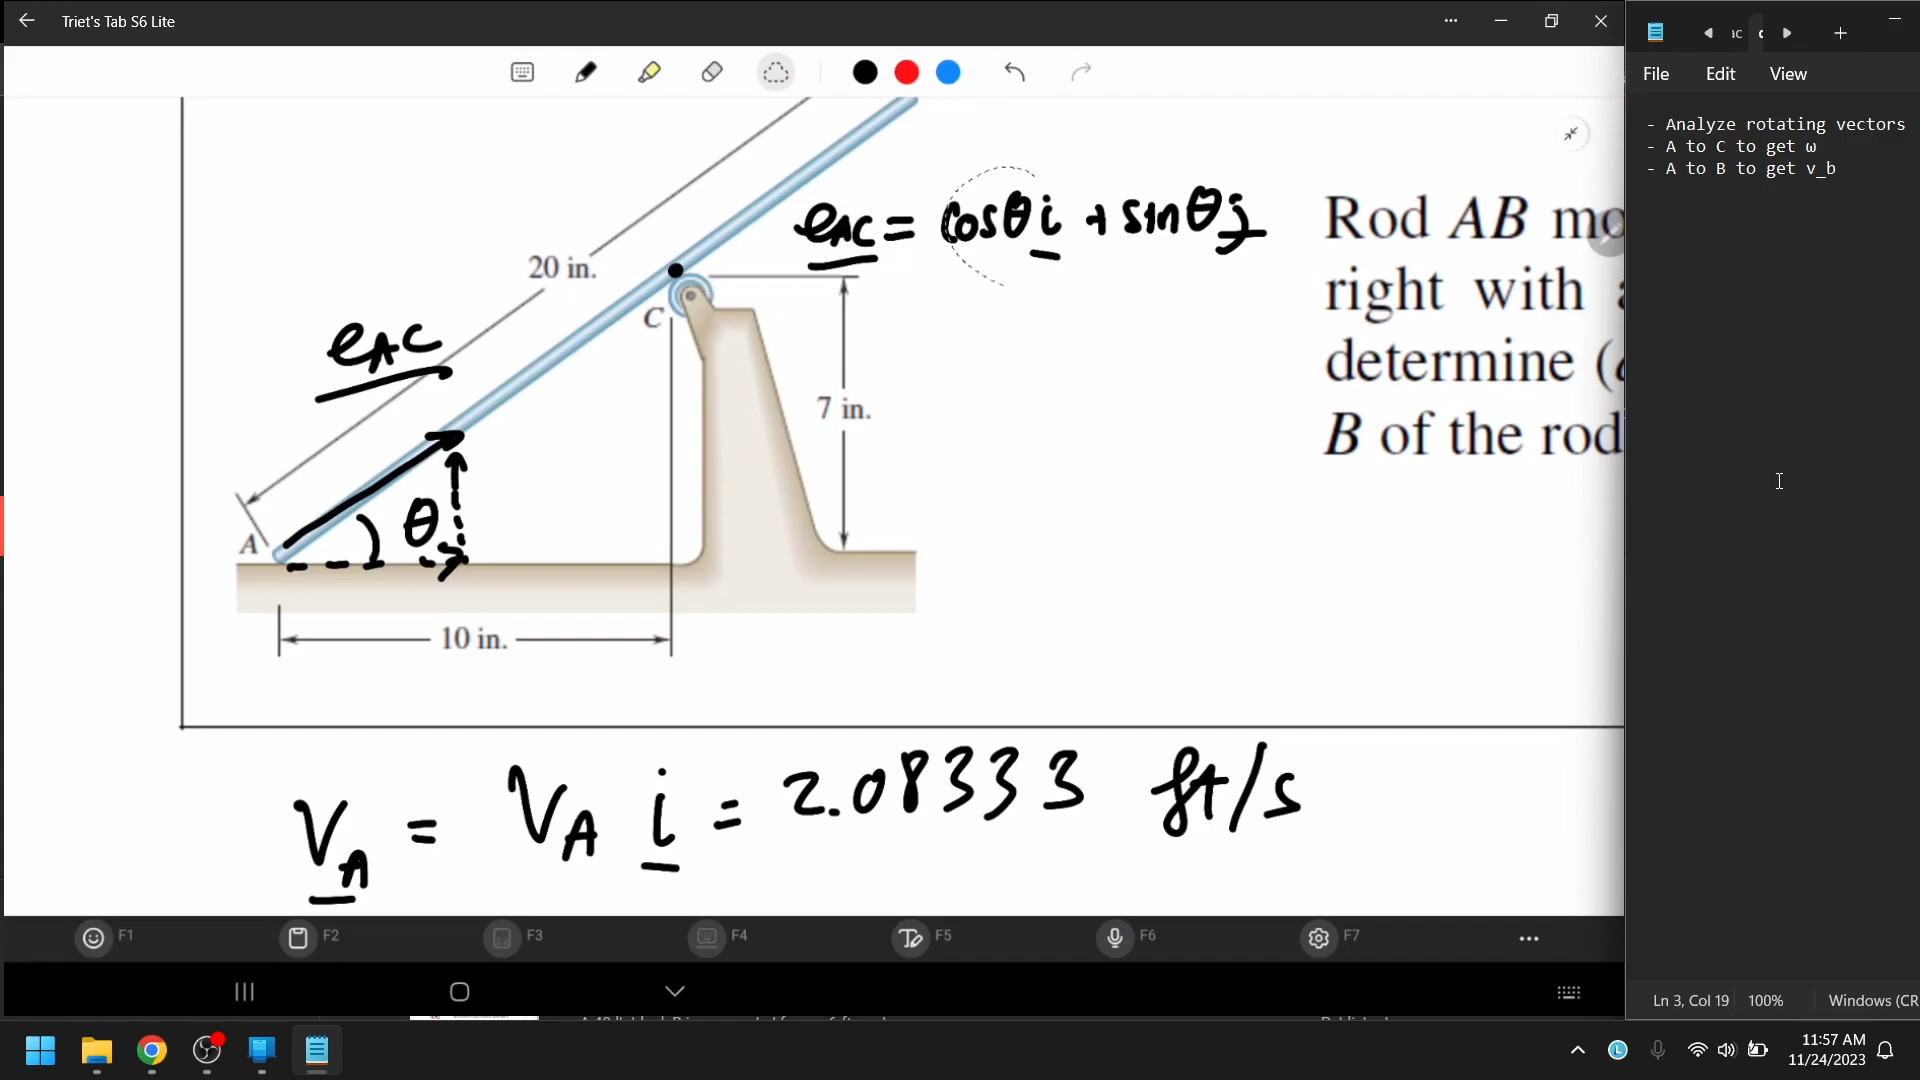 Triet's Tab S6 Lite
File Edit View
- Analyze rotating vectors
- A to C to get ω
- A to B to get v_b
20 in.
e_AC = cosθ i + sinθ j
Rod AB mo
right with
determine (
B of the rod
C
e_AC
7 in.
θ
A
10 in.
V_A = V_A i = 2.08333 ft/s
F1 F2 F3 F4 F5 F6 F7
Ln 3, Col 19 100% Windows (CR
11:57 AM
11/24/2023